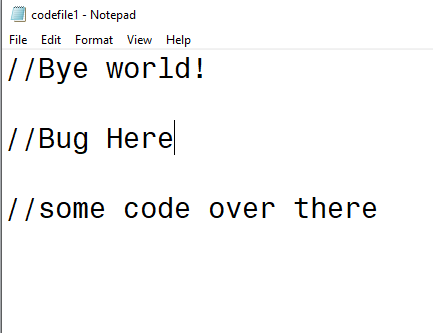 codefile1 - Notepad
File Edit Format View Help
//Bye world!
//Bug Here
//some code over there